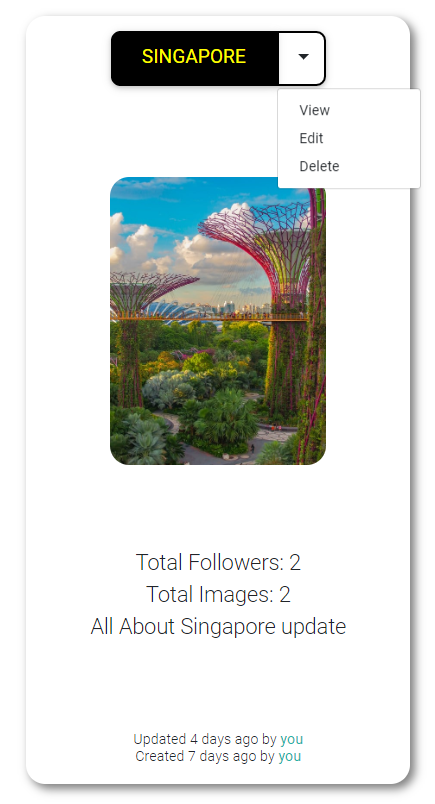 SINGAPORE
View
Edit
Delete
Total Followers: 2
Total Images: 2
All About Singapore update
Updated 4 days ago by you
Created 7 days ago by you